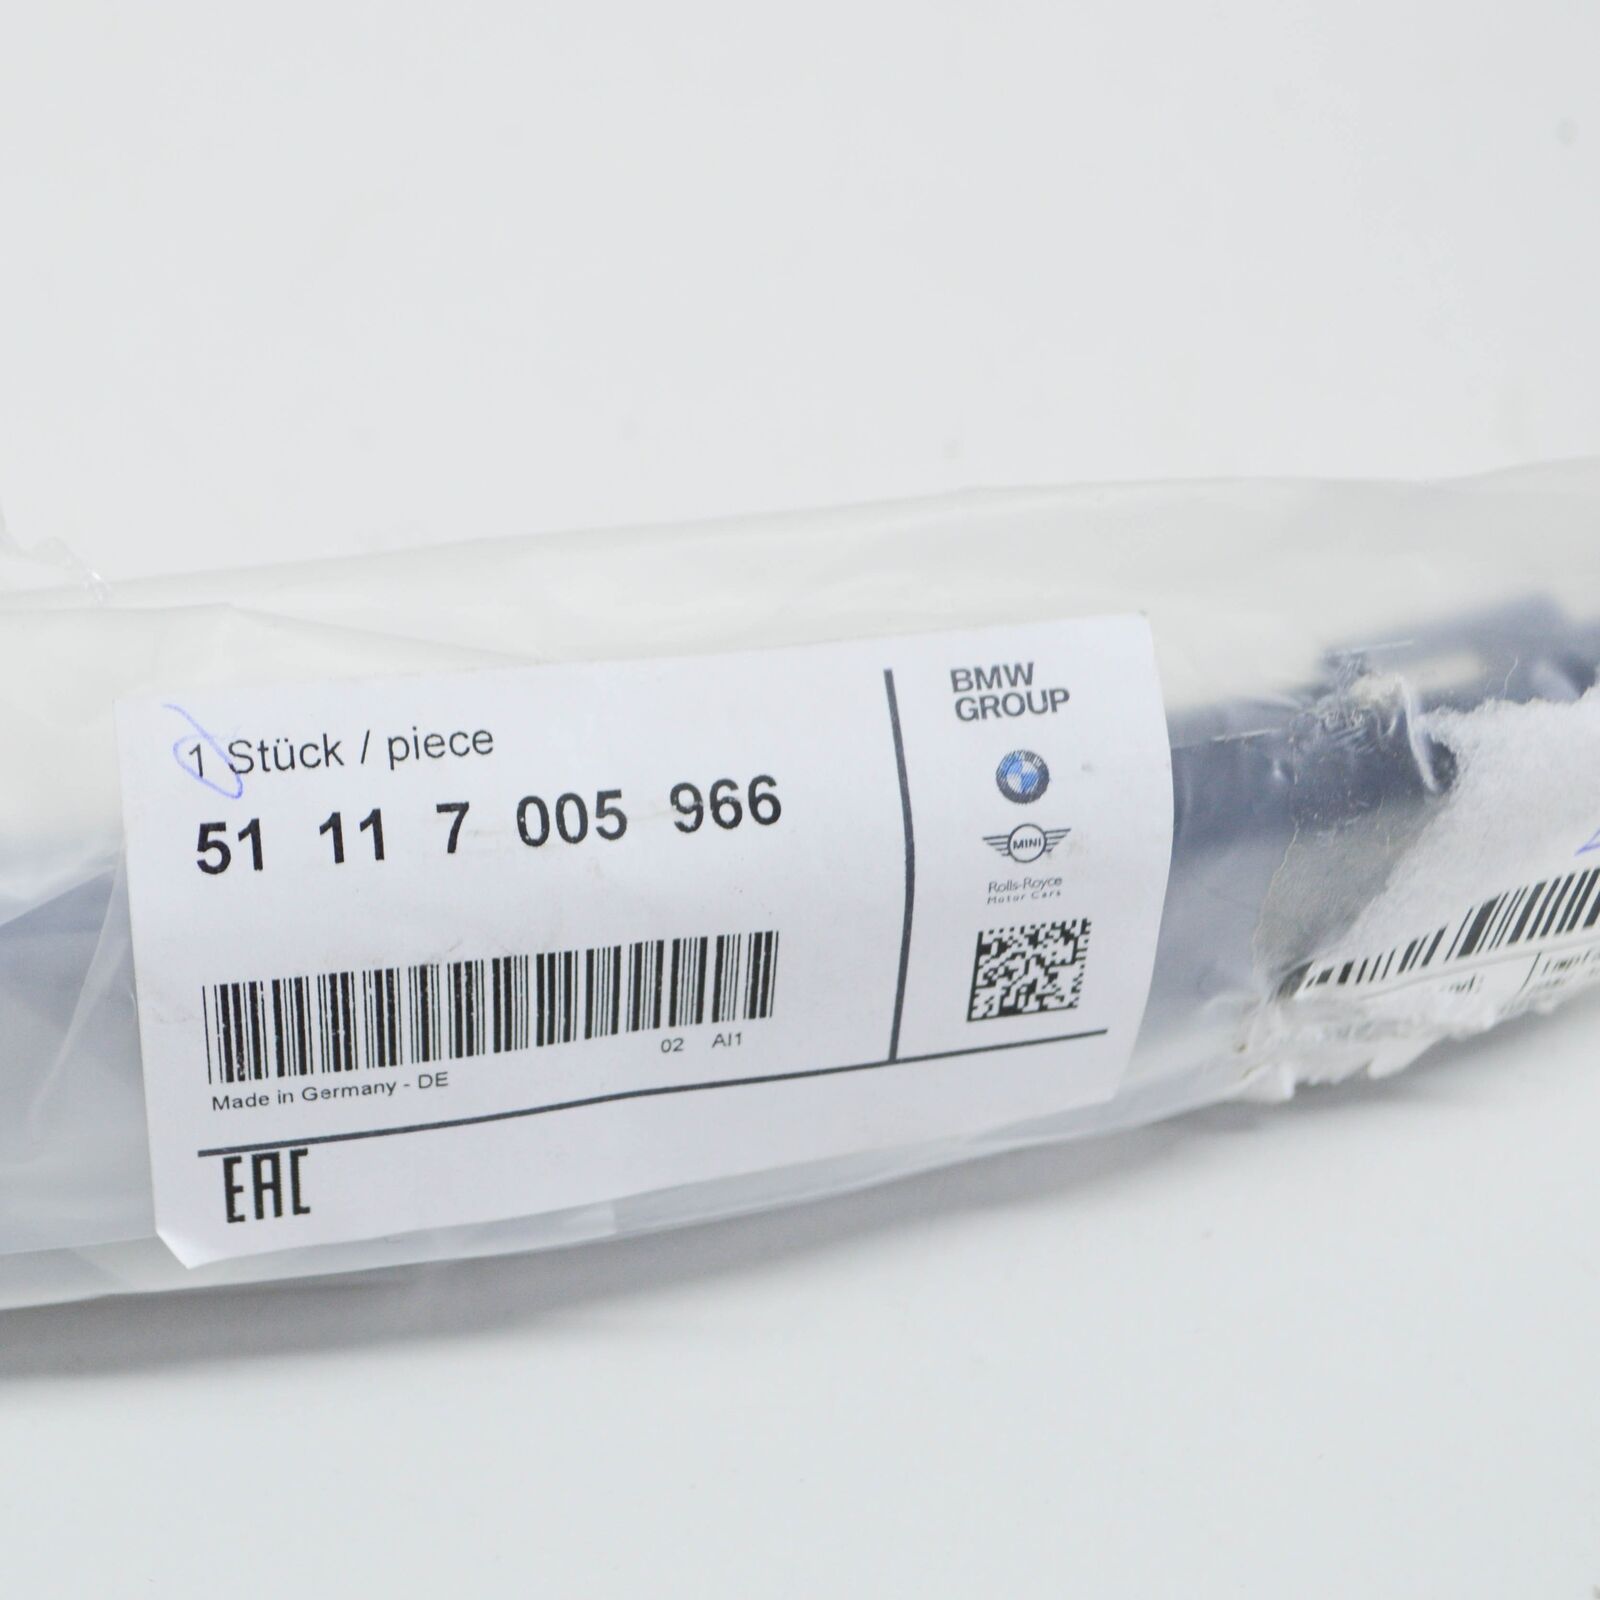 1 Stück / piece
51 11 7 005 966
02 AI1
Made in Germany - DE
EAC
BMW
GROUP
MINI
Rolls-Royce
Motor Cars